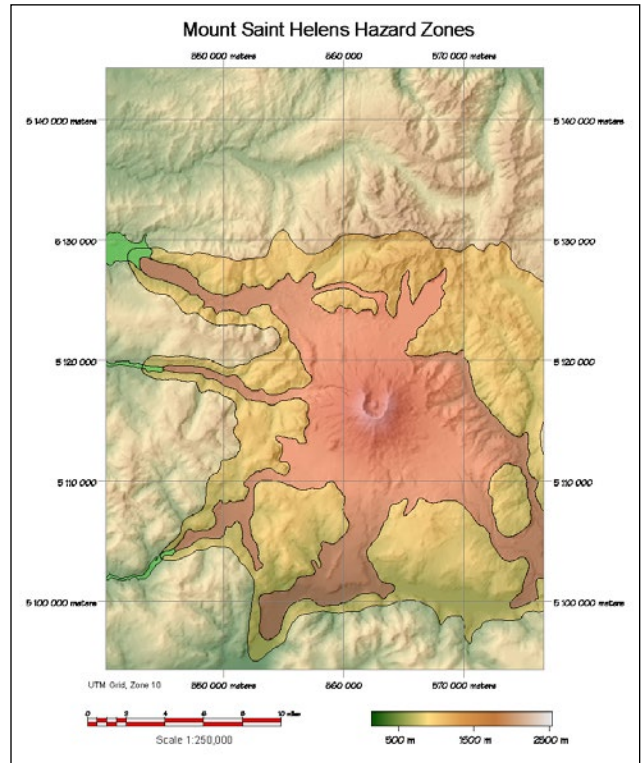 Mount Saint Helens Hazard Zones
550 000 meters 560 000 570 000 meters
5 140 000 meters 5 140 000 meters
5 130 000 5 130 000
5 120 000 5 120 000
5 110 000 5 110 000
5 100 000 meters 5 100 000 meters
UTM Grid, Zone 10
550 000 meters 560 000 570 000 meters
0 2 4 6 8 10 miles
Scale 1:250,000
500 m 1500 m 2500 m